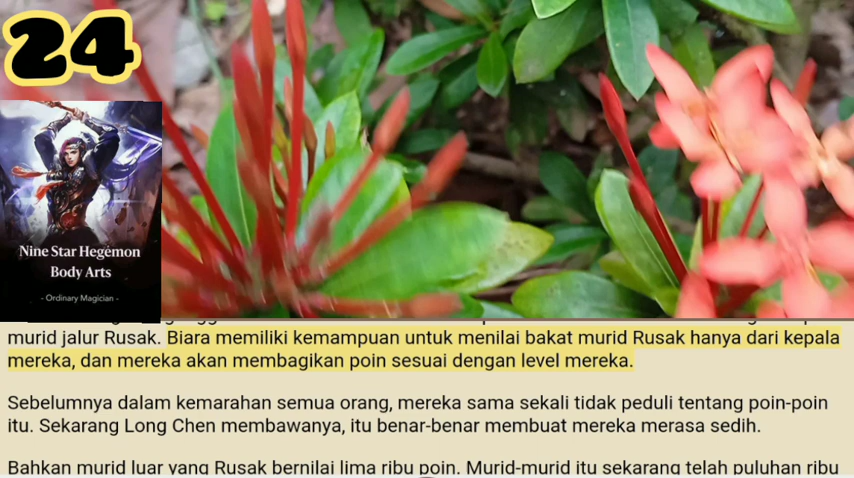 24
Nine Star Hegemon
Body Arts
- Ordinary Magician -
murid jalur Rusak. Biara memiliki kemampuan untuk menilai bakat murid Rusak hanya dari kepala
mereka, dan mereka akan membagikan poin sesuai dengan level mereka.
Sebelumnya dalam kemarahan semua orang, mereka sama sekali tidak peduli tentang poin-poin
itu. Sekarang Long Chen membawanya, itu benar-benar membuat mereka merasa sedih.
Bahkan murid luar yang Rusak bernilai lima ribu poin. Murid-murid itu sekarang telah puluhan ribu